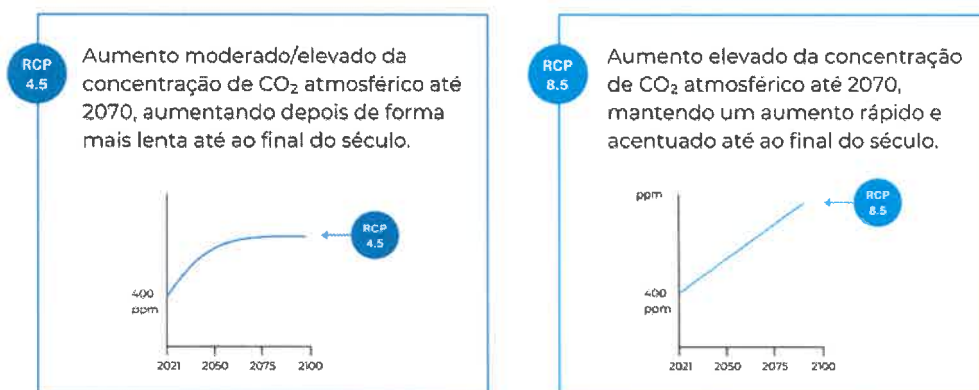 RCP
4.5
Aumento moderado/elevado da
concentração de CO₂ atmosférico até
2070, aumentando depois de forma
mais lenta até ao final do século.
RCP
4.5
400
ppm
2021 2050 2075 2100
RCP
8.5
Aumento elevado da concentração
de CO₂ atmosférico até 2070,
mantendo um aumento rápido e
acentuado até ao final do século.
ppm
RCP
8.5
400
ppm
2021 2050 2075 2100